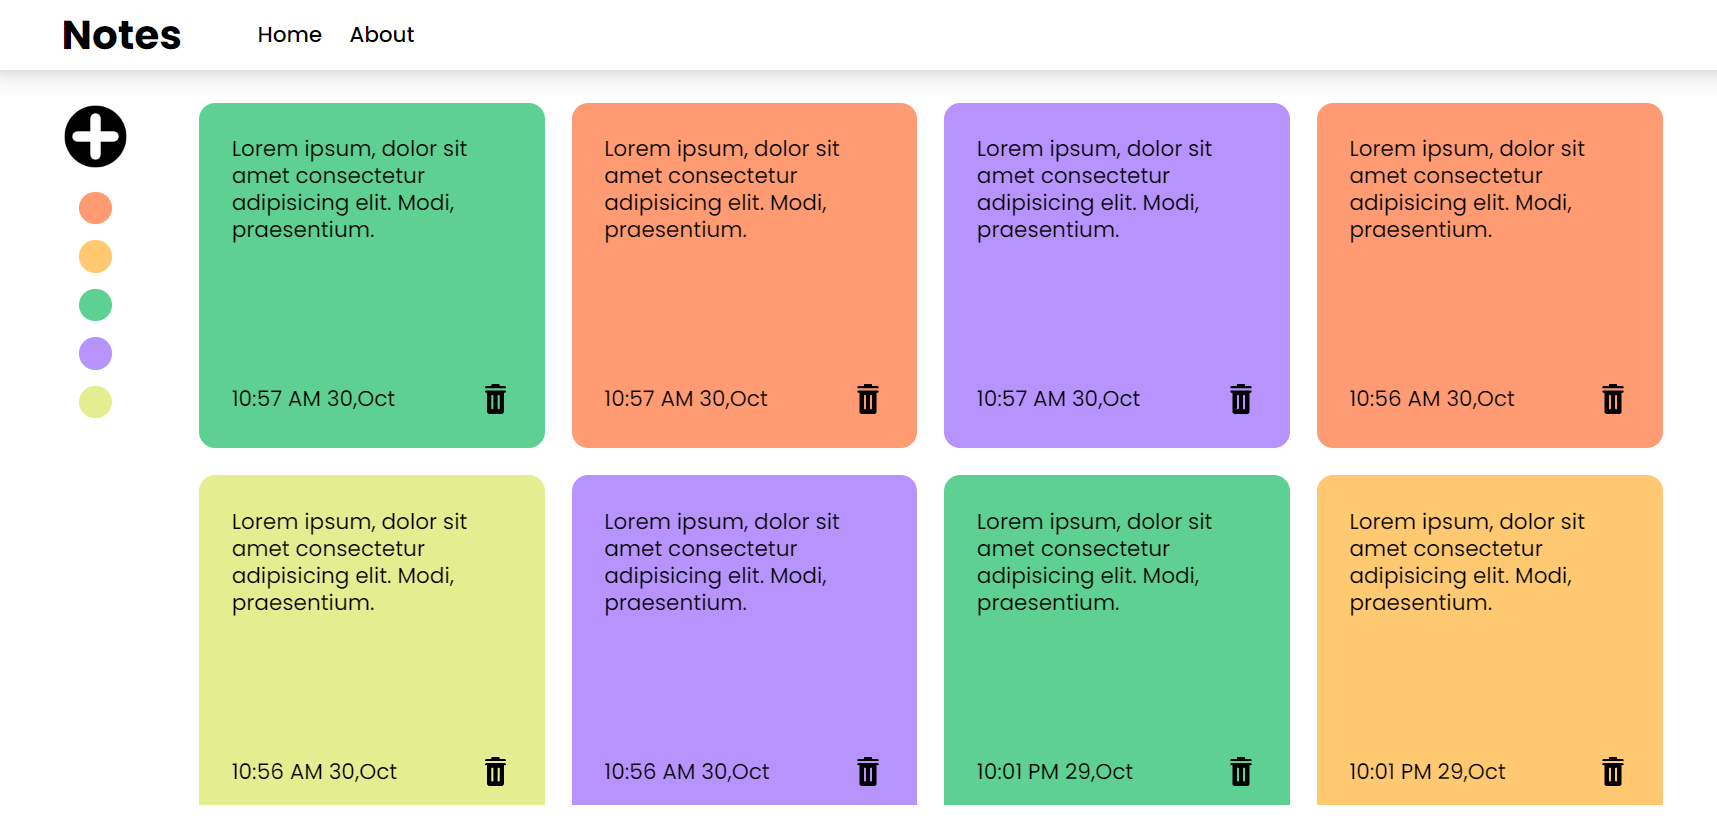 Notes
Home
About
Lorem ipsum, dolor sit
amet consectetur
adipisicing elit. Modi,
praesentium.
10:57 AM 30,Oct
Lorem ipsum, dolor sit
amet consectetur
adipisicing elit. Modi,
praesentium.
10:57 AM 30,Oct
Lorem ipsum, dolor sit
amet consectetur
adipisicing elit. Modi,
praesentium.
10:57 AM 30,Oct
Lorem ipsum, dolor sit
amet consectetur
adipisicing elit. Modi,
praesentium.
10:56 AM 30,Oct
Lorem ipsum, dolor sit
amet consectetur
adipisicing elit. Modi,
praesentium.
10:56 AM 30,Oct
Lorem ipsum, dolor sit
amet consectetur
adipisicing elit. Modi,
praesentium.
10:56 AM 30,Oct
Lorem ipsum, dolor sit
amet consectetur
adipisicing elit. Modi,
praesentium.
10:01 PM 29,Oct
Lorem ipsum, dolor sit
amet consectetur
adipisicing elit. Modi,
praesentium.
10:01 PM 29,Oct